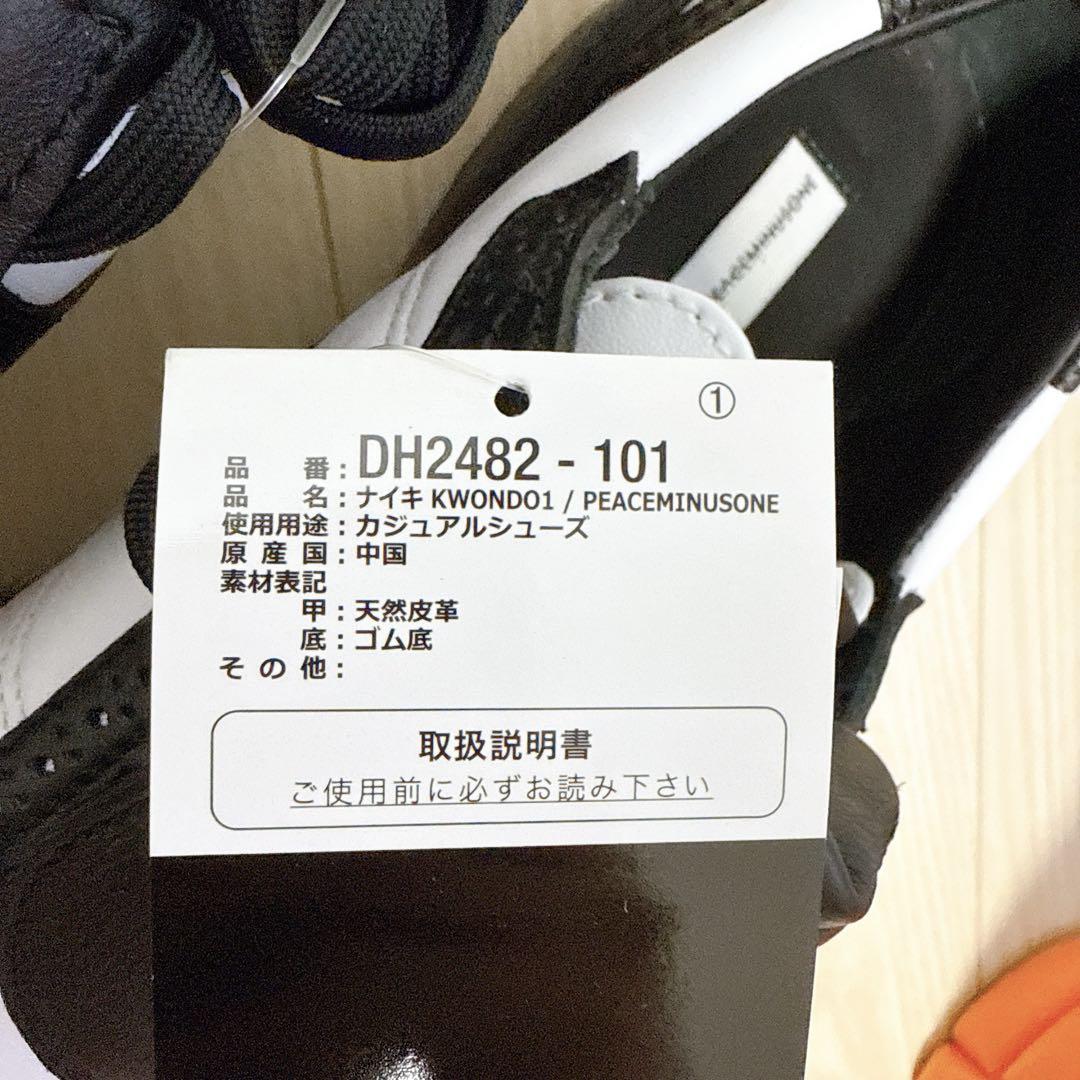 PEACEMINUSONE
①
品番：DH2482 - 101
品名：ナイキ KWONDO1 / PEACEMINUSONE
使用用途：カジュアルシューズ
原産国：中国
素材表記
甲：天然皮革
底：ゴム底
その他：
取扱説明書
ご使用前に必ずお読み下さい